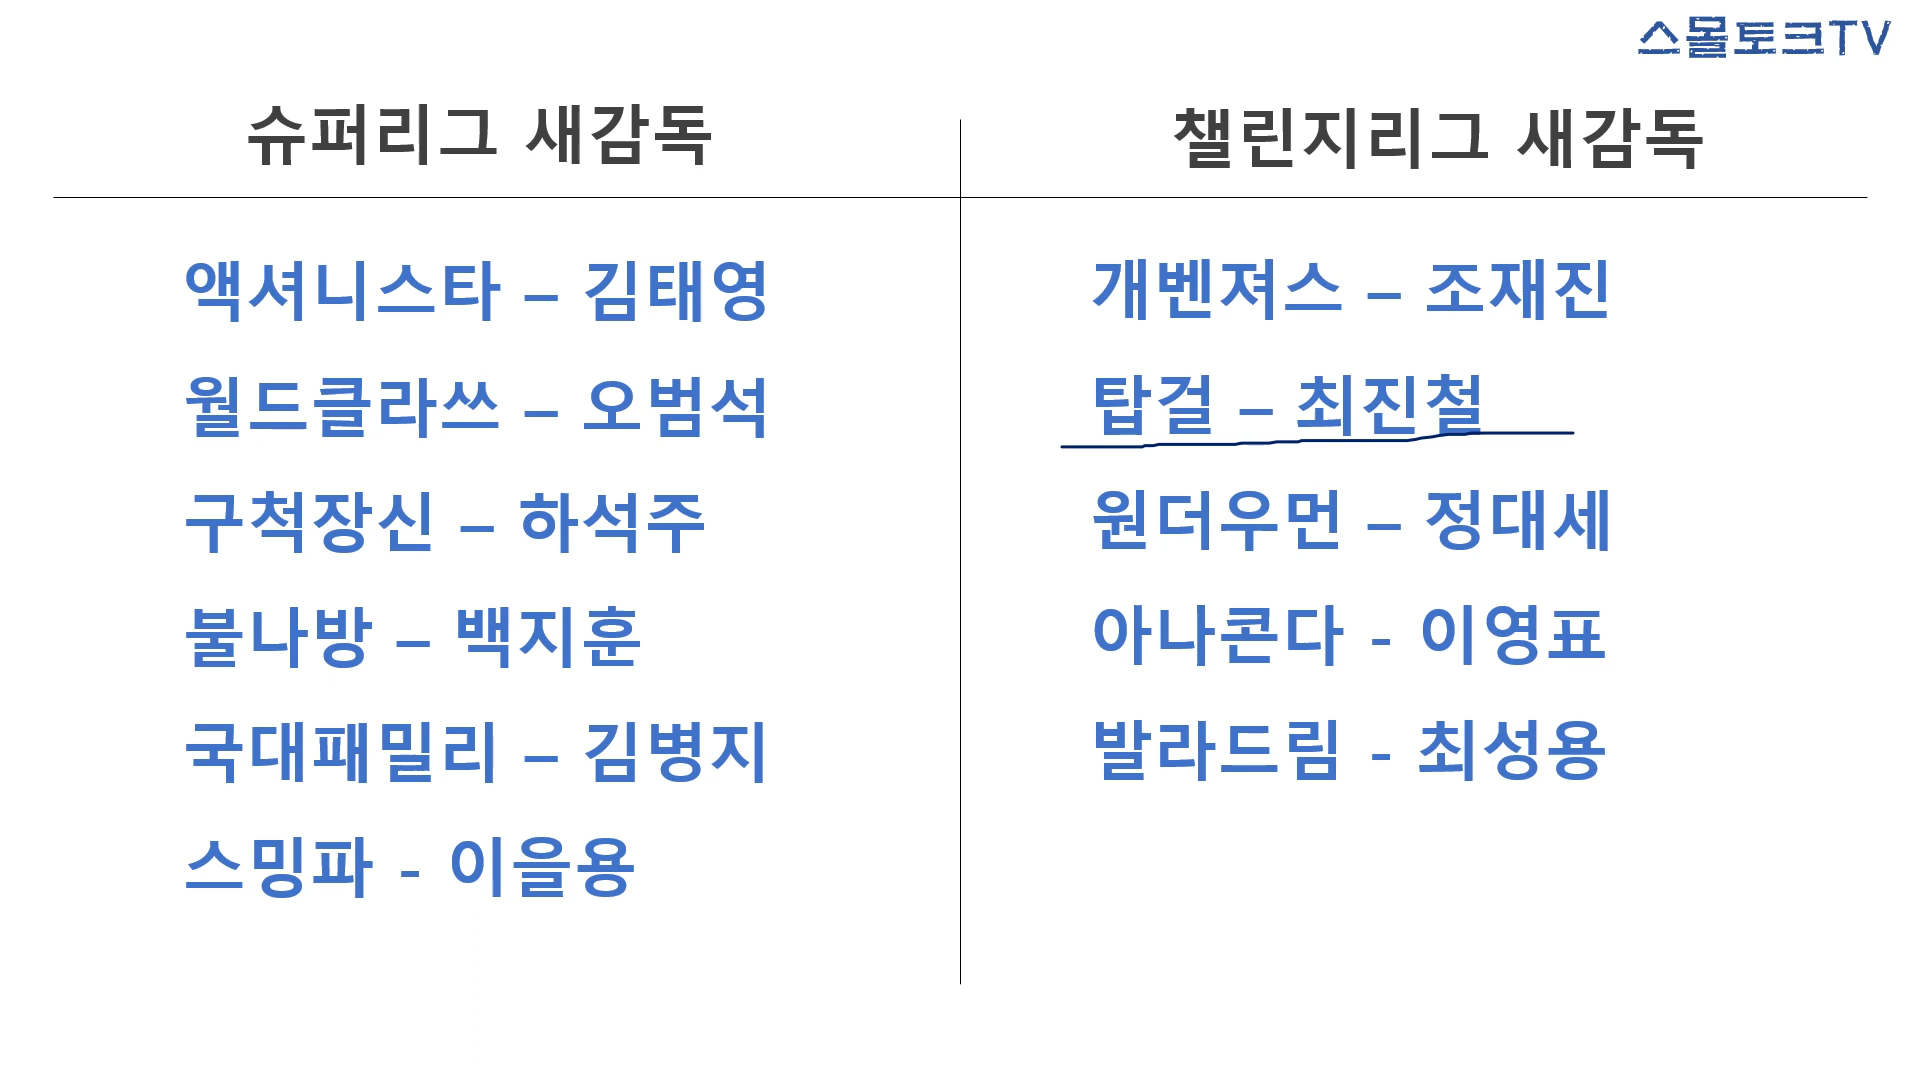 스몰토크TV
슈퍼리그 새감독
액셔니스타 – 김태영
월드클라쓰 – 오범석
구척장신 – 하석주
불나방 – 백지훈
국대패밀리 – 김병지
스밍파 - 이을용
챌린지리그 새감독
개벤져스 – 조재진
탑걸 – 최진철
원더우먼 – 정대세
아나콘다 - 이영표
발라드림 - 최성용